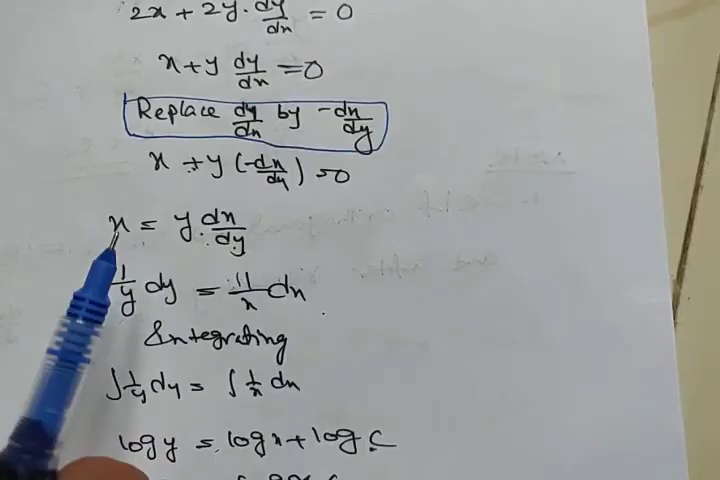 2x + 2y . dy/dx = 0
x + y dy/dx = 0
Replace dy/dx by -dx/dy
x + y (-dx/dy) = 0
x = y . dx/dy
1/y dy = 1/x dx
Integrating
∫ 1/y dy = ∫ 1/x dx
log y = log x + log C